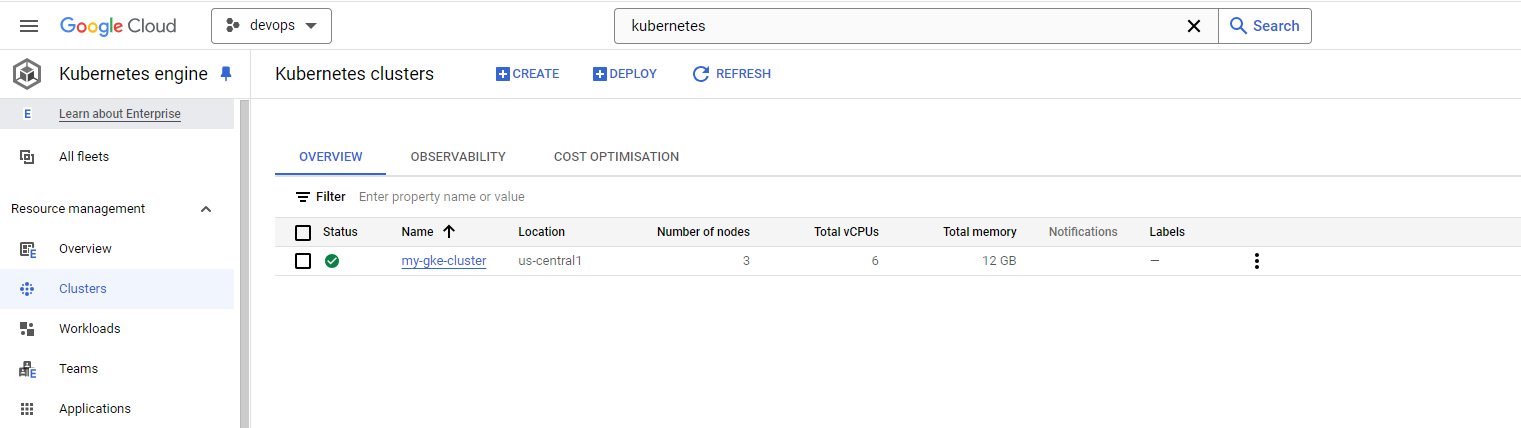 Google Cloud devops kubernetes Search
Kubernetes engine Kubernetes clusters CREATE DEPLOY REFRESH
E Learn about Enterprise
All fleets
Resource management
Overview
Clusters
Workloads
Teams
Applications
OVERVIEW OBSERVABILITY COST OPTIMISATION
Filter Enter property name or value
Status Name Location Number of nodes Total vCPUs Total memory Notifications Labels
my-gke-cluster us-central1 3 6 12 GB —